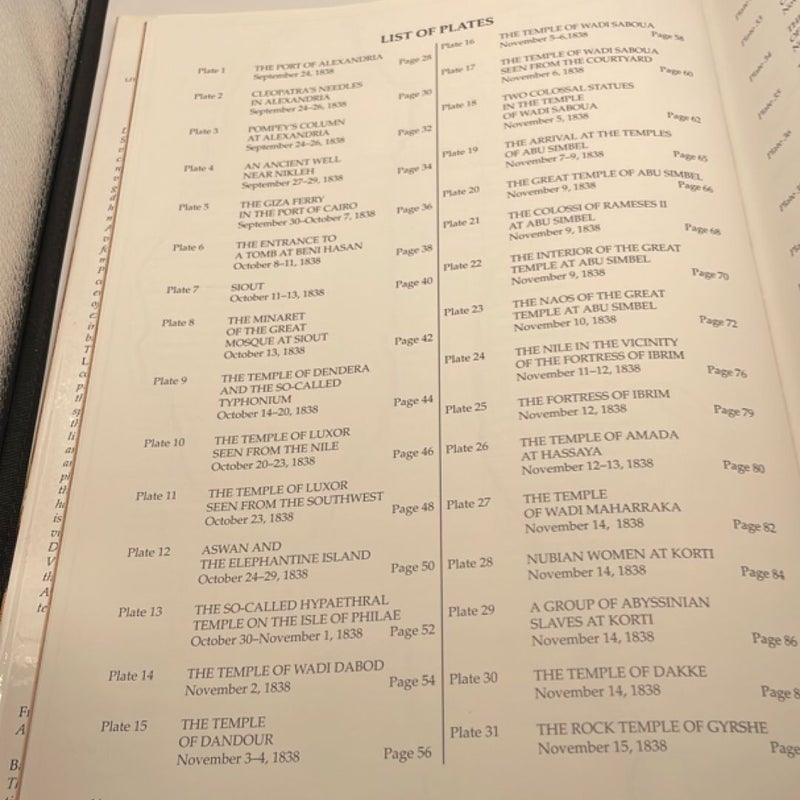 LIST OF PLATES
Plate 1 THE PORT OF ALEXANDRIA Page 28
September 24, 1838
Plate 2 CLEOPATRA'S NEEDLES
IN ALEXANDRIA Page 30
September 24–26, 1838
Plate 3 POMPEY'S COLUMN
AT ALEXANDRIA Page 32
September 24–26, 1838
Plate 4 AN ANCIENT WELL
NEAR NIKLEH Page 34
September 27–29, 1838
Plate 5 THE GIZA FERRY
IN THE PORT OF CAIRO Page 36
September 30–October 7, 1838
Plate 6 THE ENTRANCE TO
A TOMB AT BENI HASAN Page 38
October 8–11, 1838
Plate 7 SIOUT Page 40
October 11–13, 1838
Plate 8 THE MINARET
OF THE GREAT
MOSQUE AT SIOUT Page 42
October 13, 1838
Plate 9 THE TEMPLE OF DENDERA
AND THE SO-CALLED
TYPHONIUM Page 44
October 14–20, 1838
Plate 10 THE TEMPLE OF LUXOR
SEEN FROM THE NILE Page 46
October 20–23, 1838
Plate 11 THE TEMPLE OF LUXOR
SEEN FROM THE SOUTHWEST Page 48
October 23, 1838
Plate 12 ASWAN AND
THE ELEPHANTINE ISLAND Page 50
October 24–29, 1838
Plate 13 THE SO-CALLED HYPAETHRAL
TEMPLE ON THE ISLE OF PHILAE
October 30–November 1, 1838 Page 52
Plate 14 THE TEMPLE OF WADI DABOD
November 2, 1838 Page 54
Plate 15 THE TEMPLE
OF DANDOUR
November 3–4, 1838 Page 56
Plate 16 THE TEMPLE OF WADI SABOUA
November 5–6,1838 Page 58
Plate 17 THE TEMPLE OF WADI SABOUA
SEEN FROM THE COURTYARD
November 6, 1838 Page 60
Plate 18 TWO COLOSSAL STATUES
IN THE TEMPLE
OF WADI SABOUA
November 5, 1838 Page 62
Plate 19 THE ARRIVAL AT THE TEMPLES
OF ABU SIMBEL
November 7–9, 1838 Page 65
Plate 20 THE GREAT TEMPLE OF ABU SIMBEL
November 9, 1838 Page 66
Plate 21 THE COLOSSI OF RAMESES II
AT ABU SIMBEL
November 9, 1838 Page 68
Plate 22 THE INTERIOR OF THE GREAT
TEMPLE AT ABU SIMBEL
November 9, 1838 Page 70
Plate 23 THE NAOS OF THE GREAT
TEMPLE AT ABU SIMBEL
November 10, 1838 Page 72
Plate 24 THE NILE IN THE VICINITY
OF THE FORTRESS OF IBRIM
November 11–12, 1838 Page 76
Plate 25 THE FORTRESS OF IBRIM
November 12, 1838 Page 79
Plate 26 THE TEMPLE OF AMADA
AT HASSAYA
November 12–13, 1838 Page 80
Plate 27 THE TEMPLE
OF WADI MAHARRAKA
November 14, 1838 Page 82
Plate 28 NUBIAN WOMEN AT KORTI
November 14, 1838 Page 84
Plate 29 A GROUP OF ABYSSINIAN
SLAVES AT KORTI
November 14, 1838 Page 86
Plate 30 THE TEMPLE OF DAKKE
November 14, 1838 Page 8
Plate 31 THE ROCK TEMPLE OF GYRSHE
November 15, 1838 Page